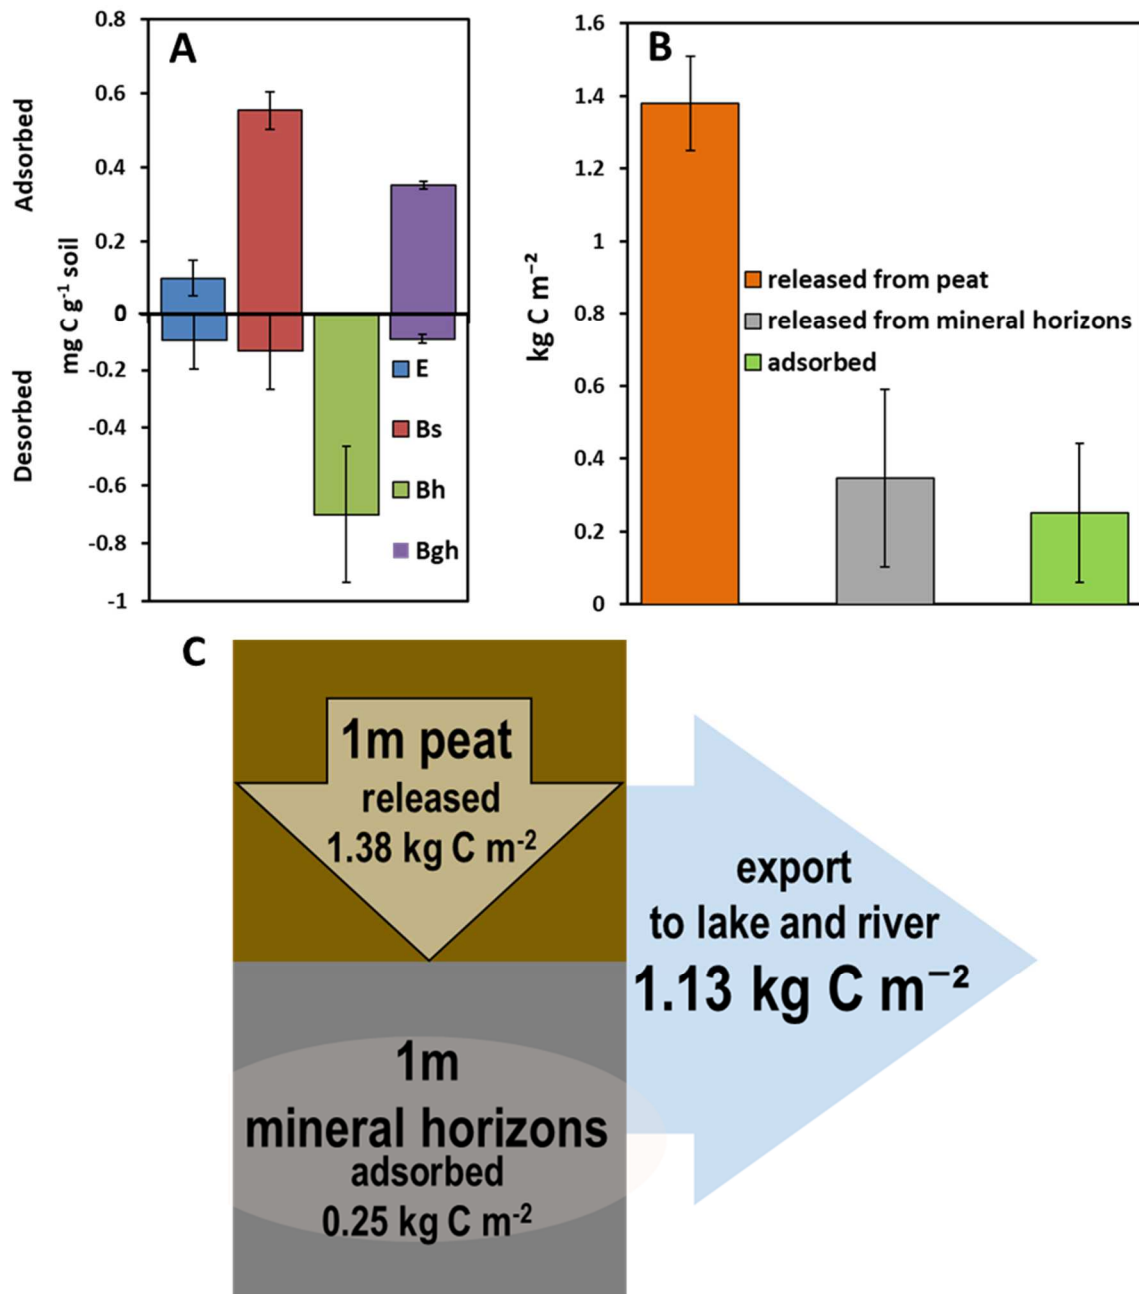 A
0.8
0.6
0.4
0.2
0
-0.2
-0.4
-0.6
-0.8
-1
Adsorbed
Desorbed
mg C g⁻¹ soil
E
Bs
Bh
Bgh
B
1.6
1.4
1.2
1
0.8
0.6
0.4
0.2
0
kg C m⁻²
released from peat
released from mineral horizons
adsorbed
C
1m peat
released
1.38 kg C m⁻²
export
to lake and river
1.13 kg C m⁻²
1m
mineral horizons
adsorbed
0.25 kg C m⁻²